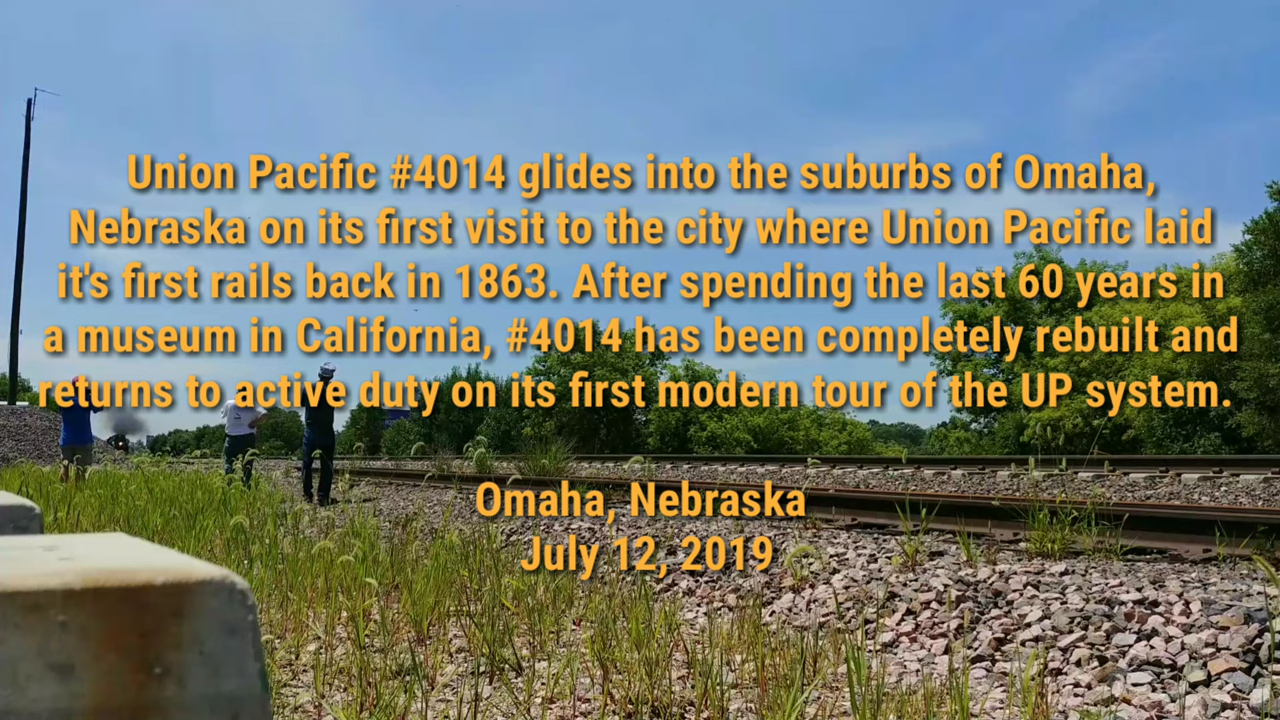 Union Pacific #4014 glides into the suburbs of Omaha,
Nebraska on its first visit to the city where Union Pacific laid
it's first rails back in 1863. After spending the last 60 years in
a museum in California, #4014 has been completely rebuilt and
returns to active duty on its first modern tour of the UP system.
Omaha, Nebraska
July 12, 2019